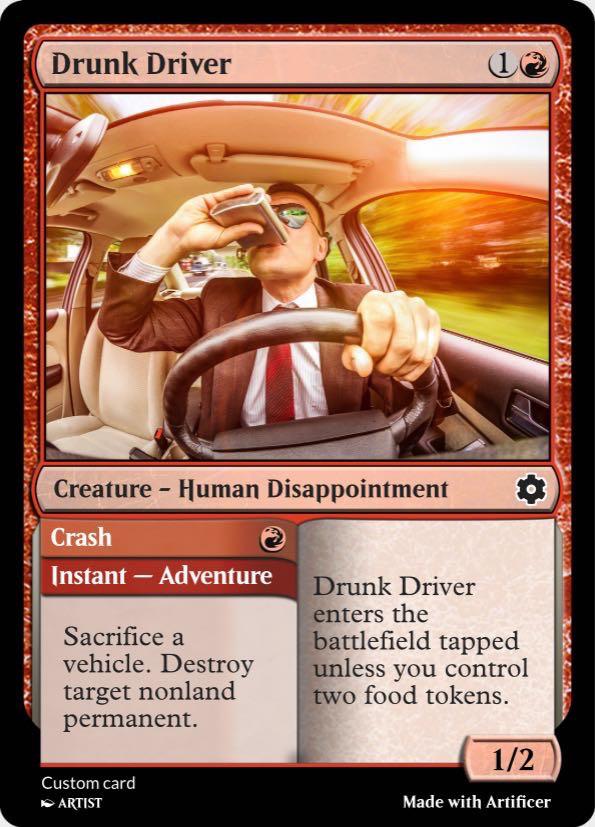 Drunk Driver 1
Creature – Human Disappointment
Crash
Instant — Adventure
Sacrifice a
vehicle. Destroy
target nonland
permanent.
Drunk Driver
enters the
battlefield tapped
unless you control
two food tokens.
1/2
Custom card
ARTIST
Made with Artificer